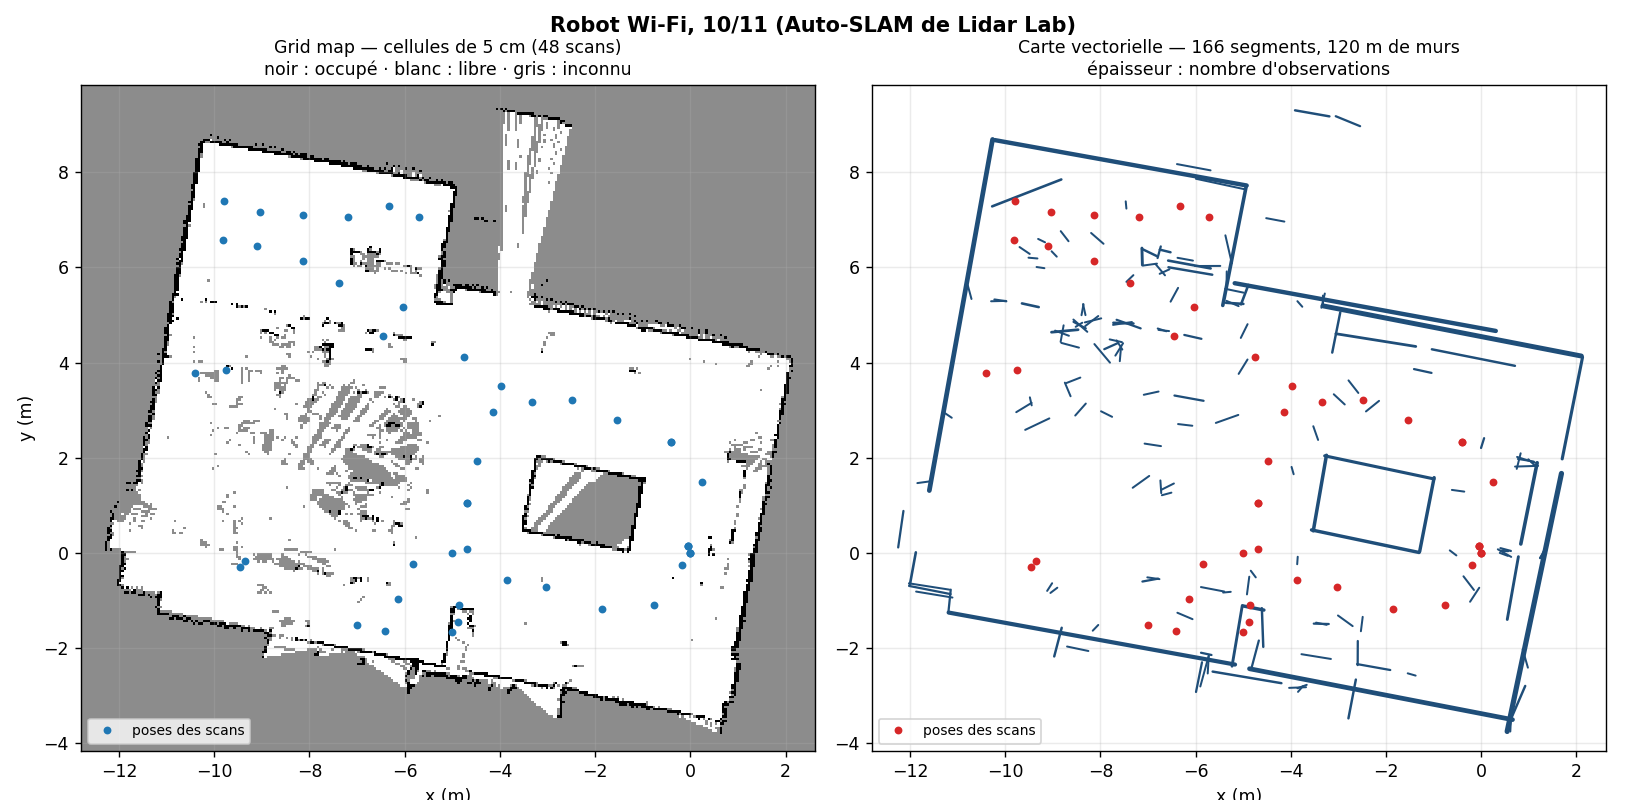 Robot Wi-Fi, 10/11 (Auto-SLAM de Lidar Lab)
Grid map — cellules de 5 cm (48 scans)
noir : occupé · blanc : libre · gris : inconnu
8
6
4
2
0
−2
−4
y (m)
poses des scans
−12 −10 −8 −6 −4 −2 0 2
x (m)
Carte vectorielle — 166 segments, 120 m de murs
épaisseur : nombre d'observations
8
6
4
2
0
−2
−4
poses des scans
−12 −10 −8 −6 −4 −2 0 2
x (m)